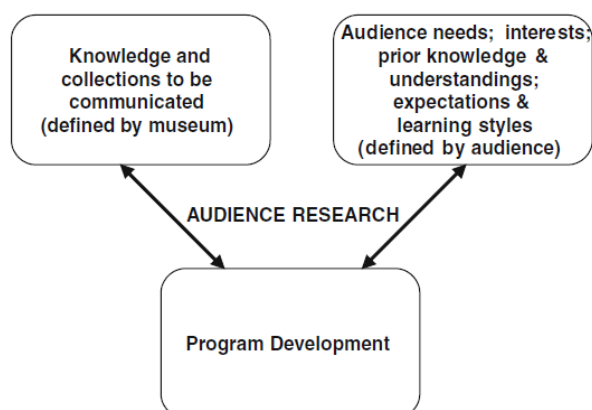 Knowledge and
collections to be
communicated
(defined by museum)
Audience needs; interests;
prior knowledge &
understandings;
expectations &
learning styles
(defined by audience)
AUDIENCE RESEARCH
Program Development